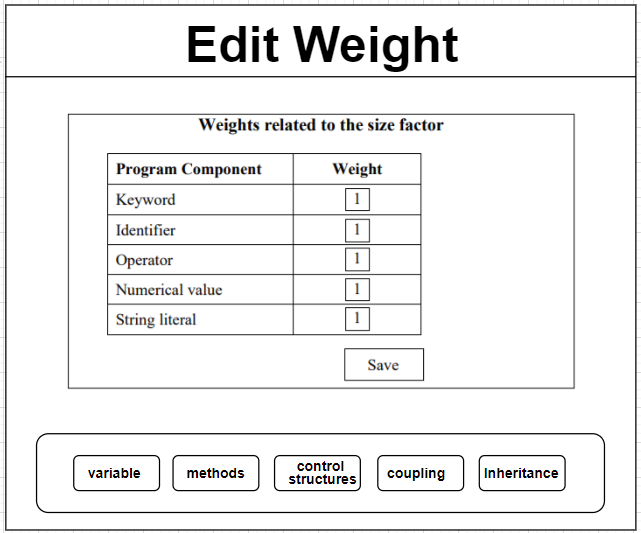 Edit Weight
Weights related to the size factor
Program Component Weight
Keyword 1
Identifier 1
Operator 1
Numerical value 1
String literal 1
Save
variable methods control structures coupling Inheritance